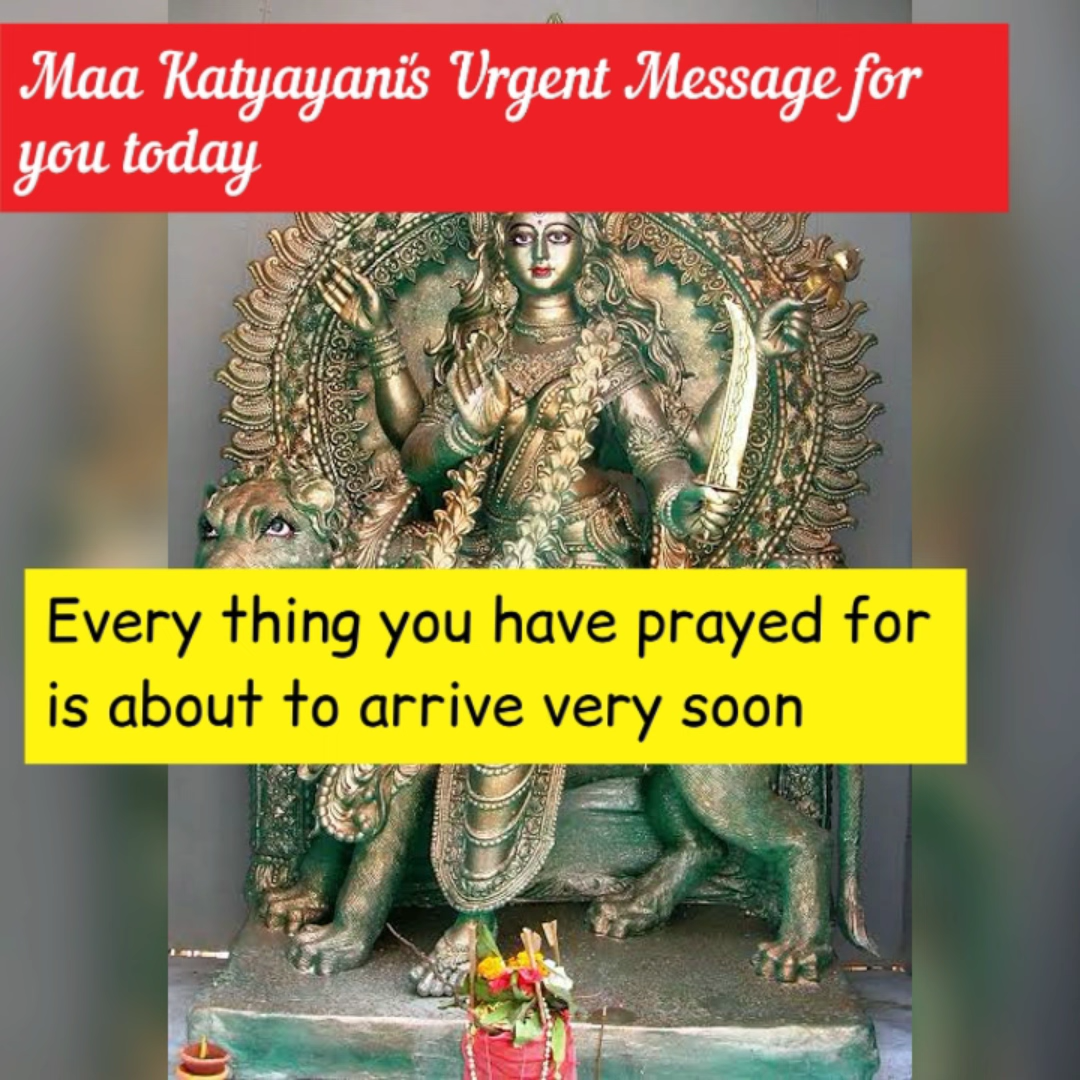 Maa Katyayani's Urgent Message for
you today
Every thing you have prayed for
is about to arrive very soon